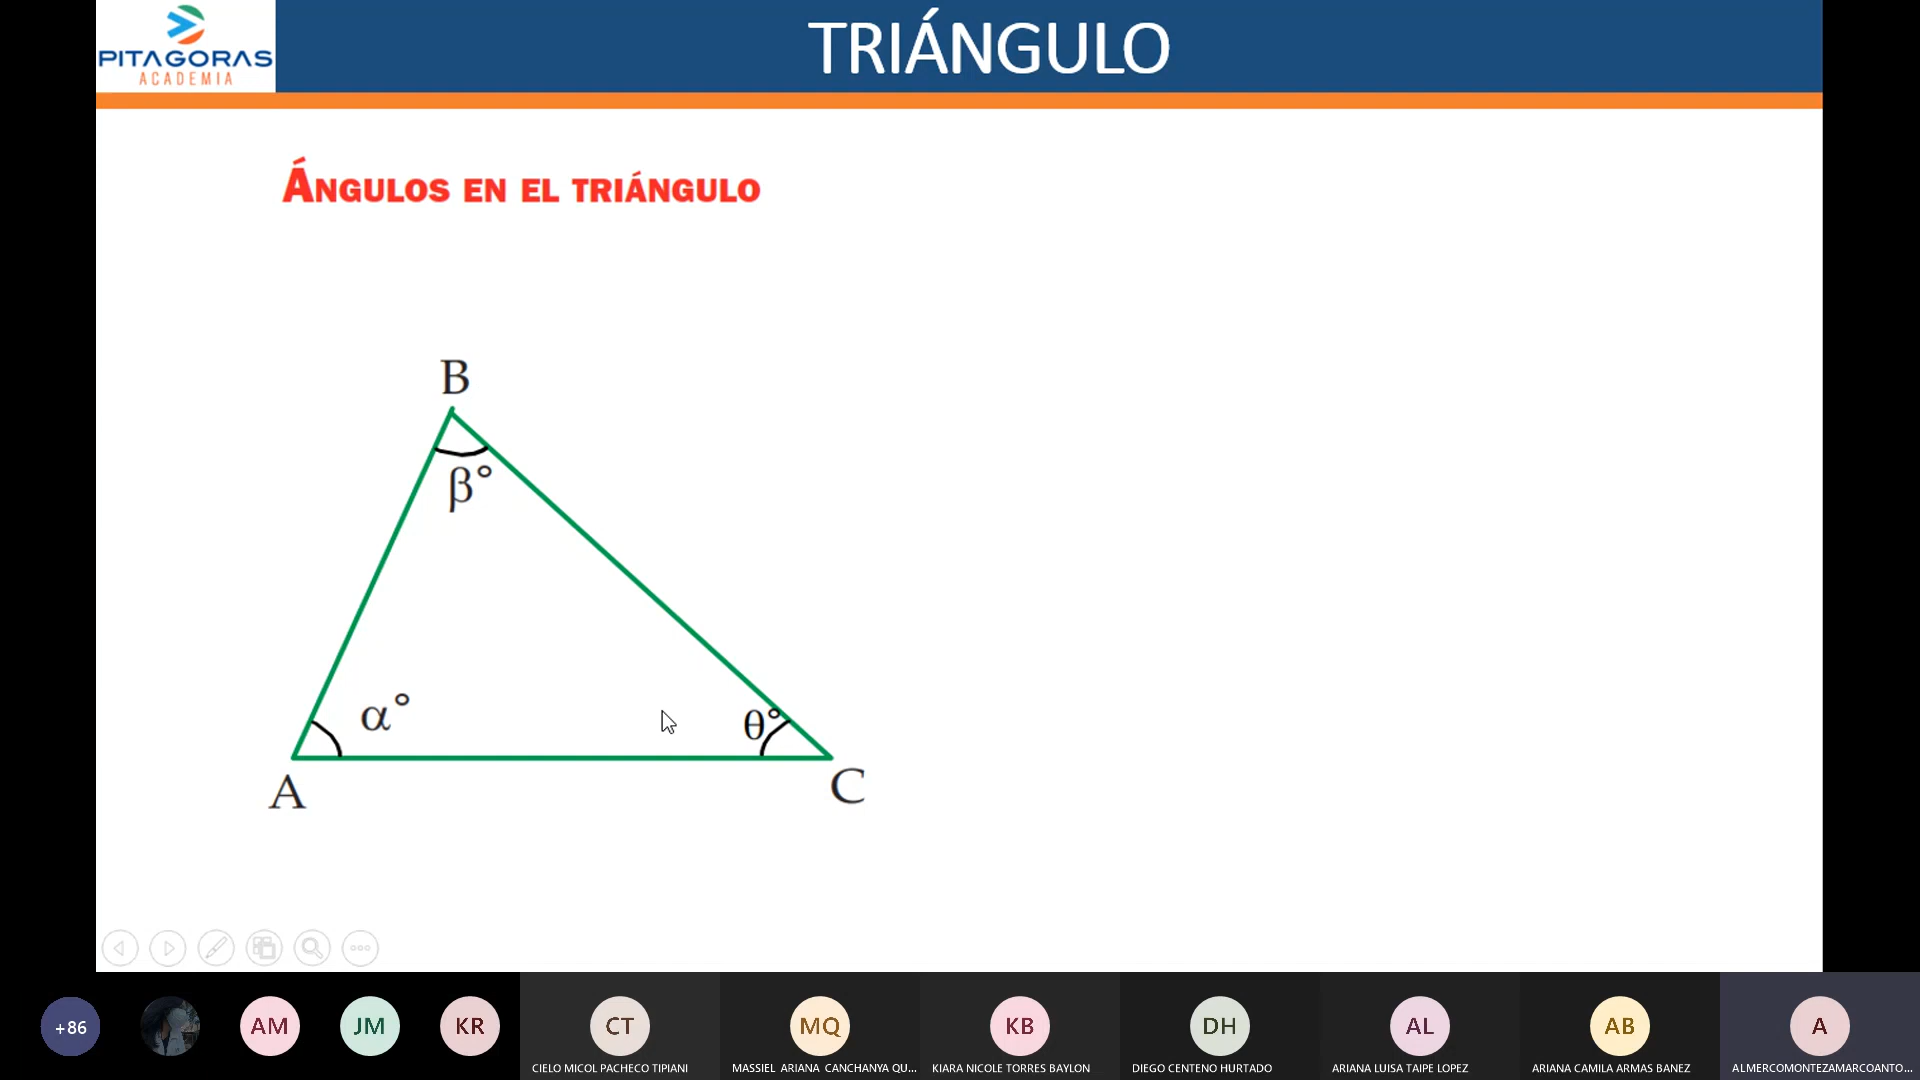 PITAGORAS
ACADEMIA
TRIÁNGULO
ÁNGULOS EN EL TRIÁNGULO
B
β°
α°
θ°
A
C
+86
AM
JM
KR
CT
MQ
KB
DH
AL
AB
A
CIELO MICOL PACHECO TIPIANI
MASSIEL ARIANA CANCHANYA QU...
KIARA NICOLE TORRES BAYLON
DIEGO CENTENO HURTADO
ARIANA LUISA TAIPE LOPEZ
ARIANA CAMILA ARMAS BANEZ
ALMERCOMONTEZAMARCOANTO...